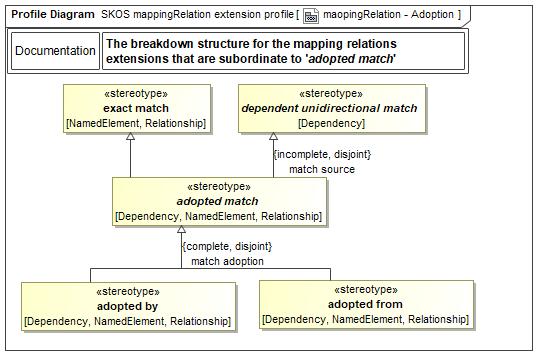 Profile Diagram SKOS mappingRelation extension profile [ maopingRelation - Adoption ]
Documentation
The breakdown structure for the mapping relations
extensions that are subordinate to 'adopted match'
«stereotype»
exact match
[NamedElement, Relationship]
«stereotype»
dependent unidirectional match
[Dependency]
{incomplete, disjoint}
match source
«stereotype»
adopted match
[Dependency, NamedElement, Relationship]
{complete, disjoint}
match adoption
«stereotype»
adopted by
[Dependency, NamedElement, Relationship]
«stereotype»
adopted from
[Dependency, NamedElement, Relationship]